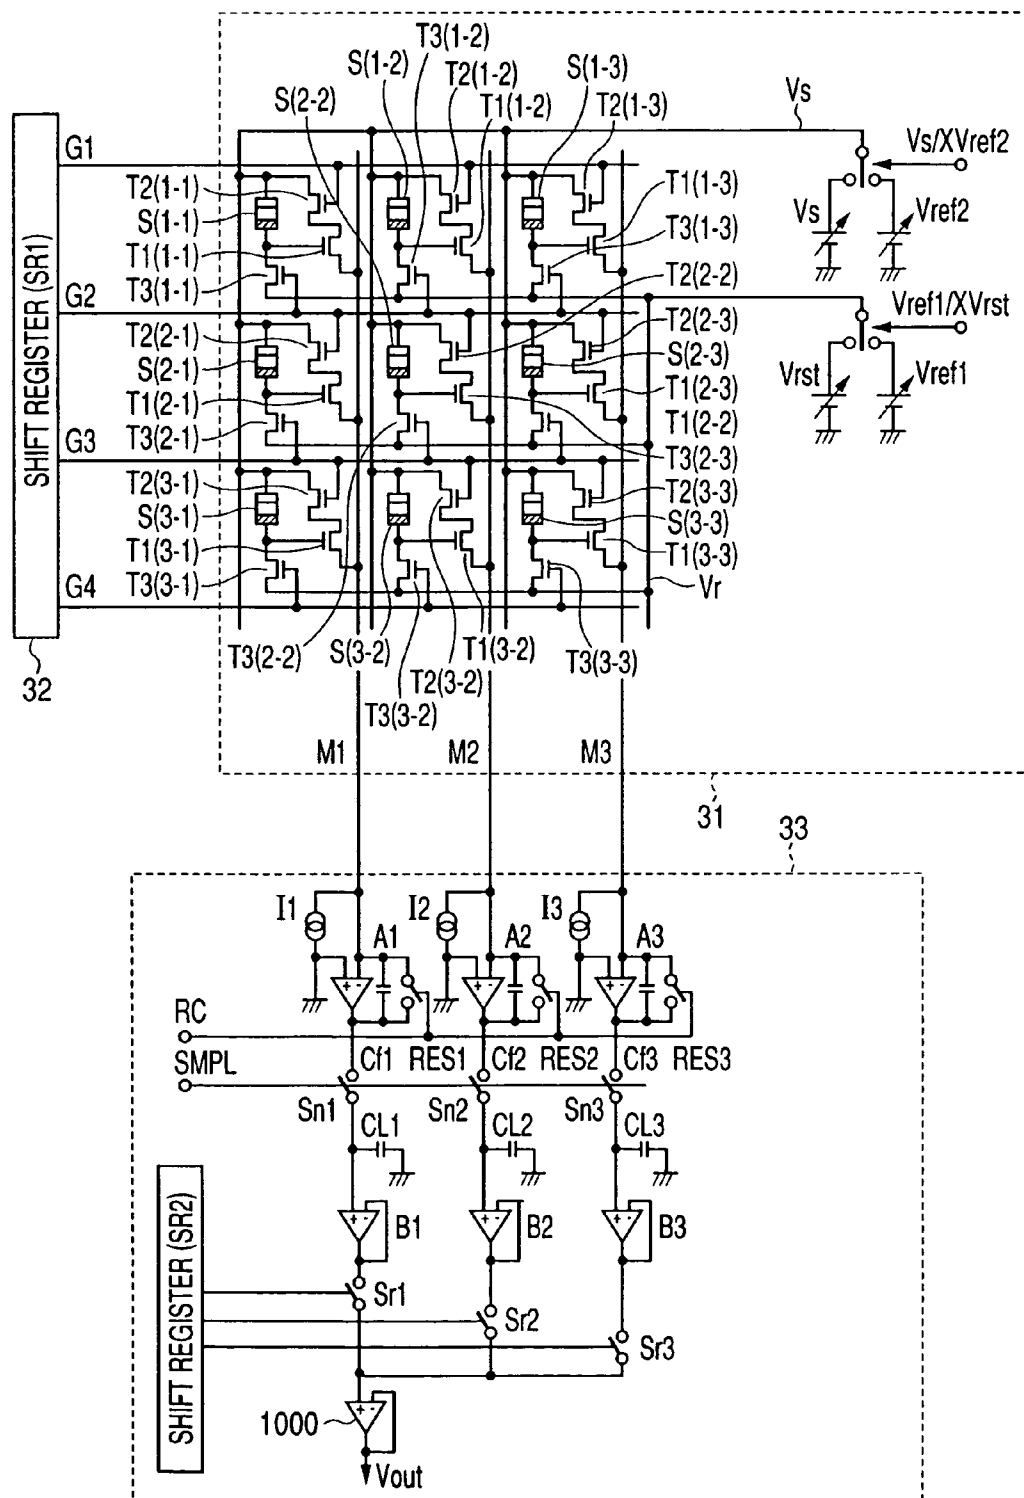 T3(1-2)
S(1-2)
T2(1-2)
S(1-3)
S(2-2)
T1(1-2)
T2(1-3)
Vs
Vs/XVref2
G1
T2(1-1)
S(1-1)
T1(1-1)
T3(1-1)
T1(1-3)
T3(1-3)
T2(2-2)
Vs
Vref2
G2
Vref1/XVrst
T2(2-1)
S(2-1)
T1(2-1)
T3(2-1)
T2(2-3)
S(2-3)
T1(2-3)
T1(2-2)
T3(2-3)
Vrst
Vref1
SHIFT REGISTER (SR1)
G3
T2(3-1)
S(3-1)
T1(3-1)
T3(3-1)
T2(3-3)
S(3-3)
T1(3-3)
G4
Vr
32
T3(2-2)
S(3-2)
T1(3-2)
T3(3-3)
T2(3-2)
T3(3-2)
M1
M2
M3
31
33
I1
I2
I3
A1
A2
A3
+ -
+ -
+ -
RC
Cf1
RES1
Cf2
RES2
Cf3
RES3
SMPL
Sn1
Sn2
Sn3
CL1
CL2
CL3
+ -
+ -
+ -
B1
B2
B3
SHIFT REGISTER (SR2)
Sr1
Sr2
Sr3
1000
+ -
Vout